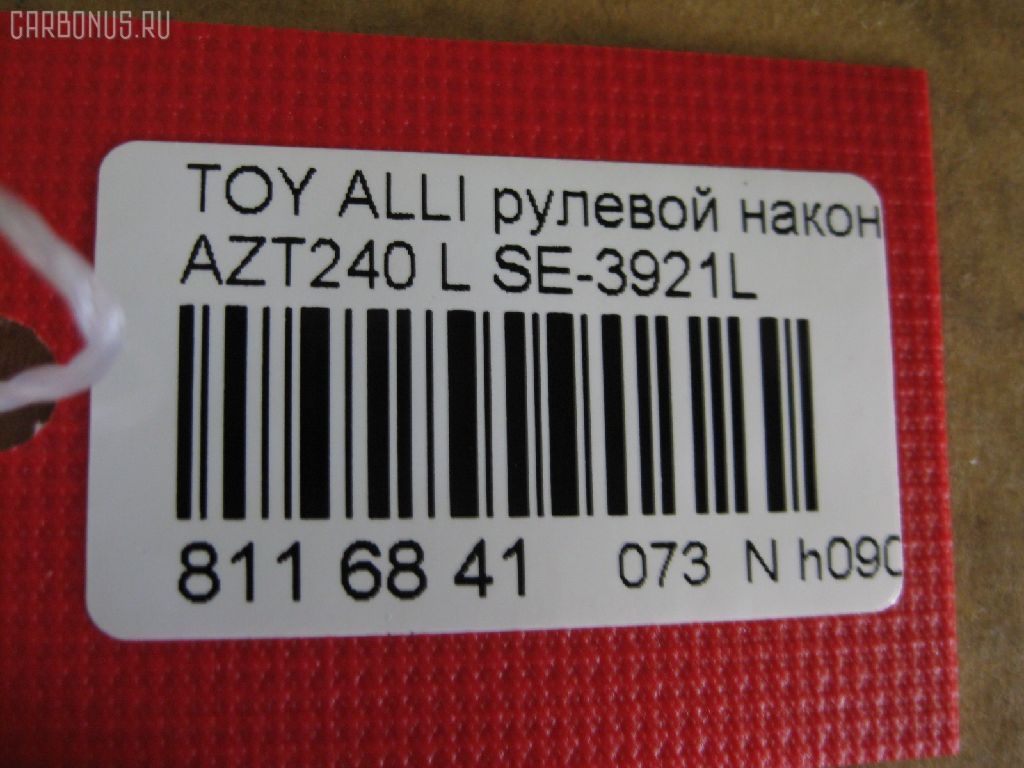 CARBONUS.RU
TOY ALLI рулевой након
AZT240 L SE-3921L
811 68 41 073 N h090